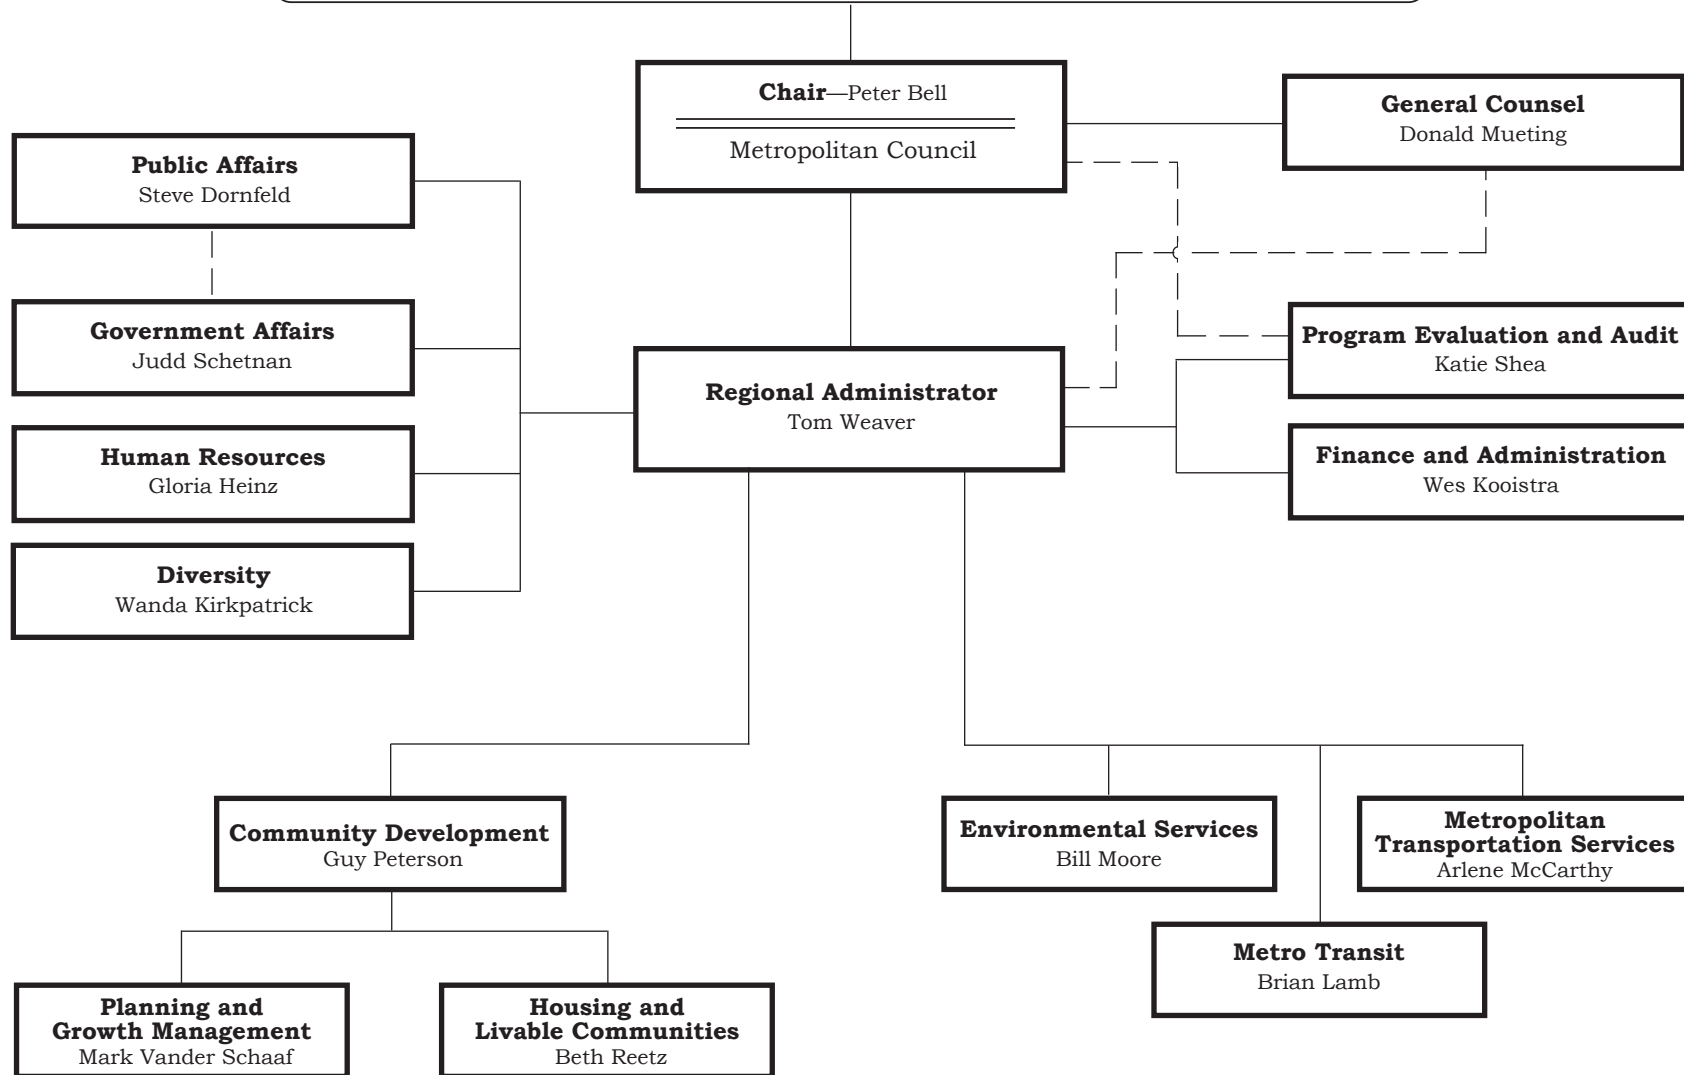 Chair—Peter Bell
Metropolitan Council
General Counsel
Donald Mueting
Public Affairs
Steve Dornfeld
Government Affairs
Judd Schetnan
Human Resources
Gloria Heinz
Diversity
Wanda Kirkpatrick
Regional Administrator
Tom Weaver
Program Evaluation and Audit
Katie Shea
Finance and Administration
Wes Kooistra
Community Development
Guy Peterson
Environmental Services
Bill Moore
Metropolitan
Transportation Services
Arlene McCarthy
Metro Transit
Brian Lamb
Planning and
Growth Management
Mark Vander Schaaf
Housing and
Livable Communities
Beth Reetz